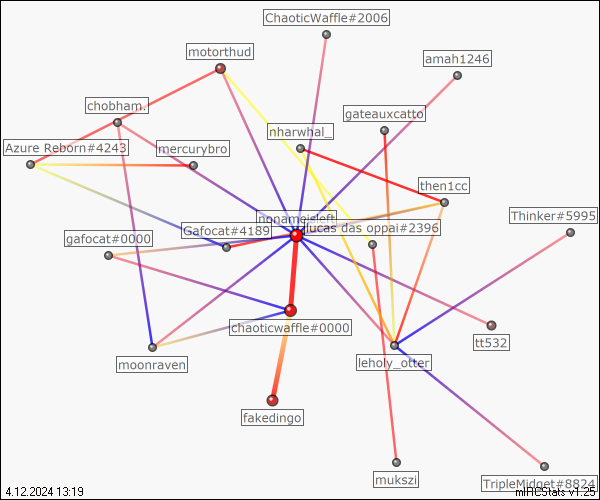 ChaoticWaffle#2006
motorthud
amah1246
chobham.
gateauxcatto
nharwhal_
Azure Reborn#4243
mercurybro
then1cc
Thinker#5995
nonameisleft
lucas das oppai#2396
Gafocat#4189
gafocat#0000
chaoticwaffle#0000
tt532
moonraven
leholy_otter
fakedingo
mukszi
TripleMidget#8824
4.12.2024 13:19
mIRCStats v1.25